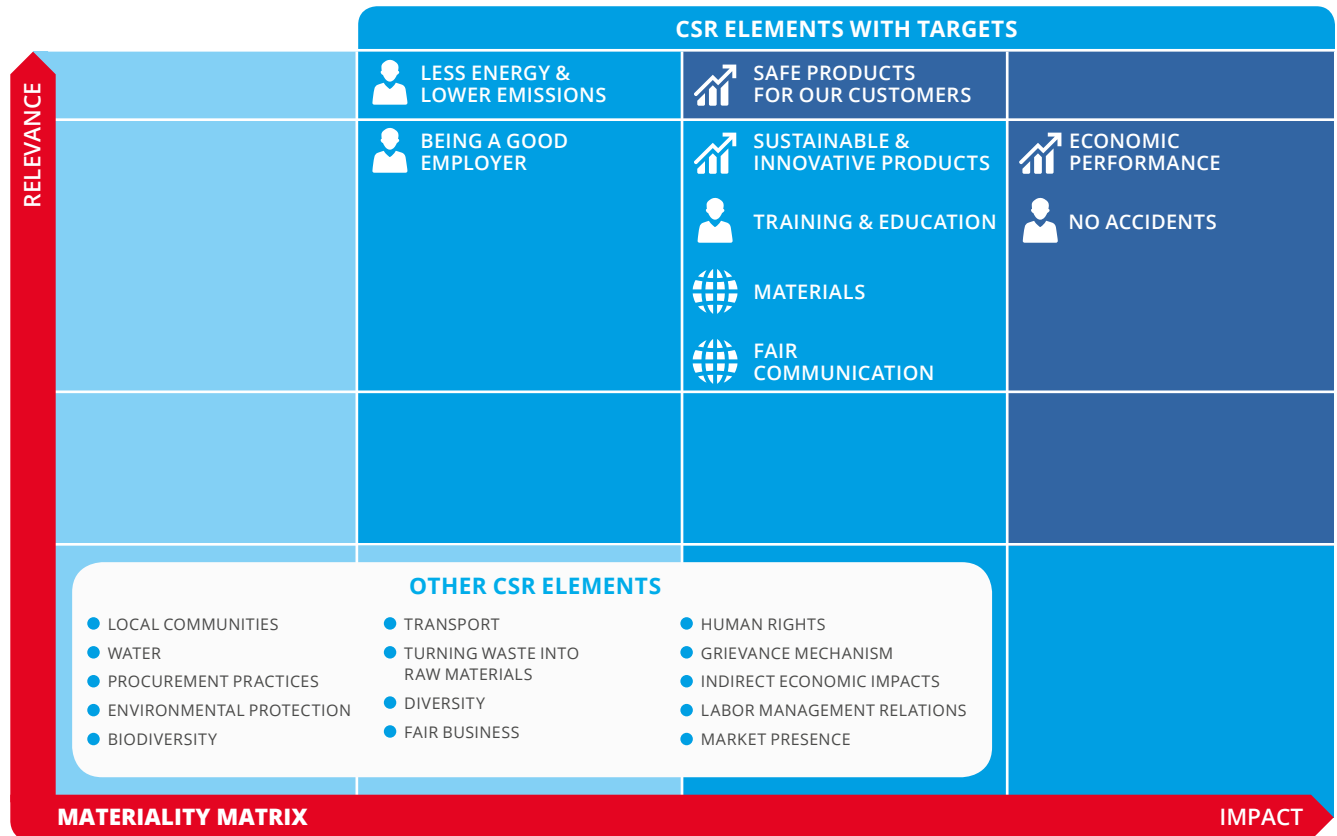 CSR ELEMENTS WITH TARGETS
RELEVANCE
LESS ENERGY &
LOWER EMISSIONS
SAFE PRODUCTS
FOR OUR CUSTOMERS
BEING A GOOD
EMPLOYER
SUSTAINABLE &
INNOVATIVE PRODUCTS
ECONOMIC
PERFORMANCE
TRAINING & EDUCATION
NO ACCIDENTS
MATERIALS
FAIR
COMMUNICATION
OTHER CSR ELEMENTS
LOCAL COMMUNITIES
WATER
PROCUREMENT PRACTICES
ENVIRONMENTAL PROTECTION
BIODIVERSITY
TRANSPORT
TURNING WASTE INTO
RAW MATERIALS
DIVERSITY
FAIR BUSINESS
HUMAN RIGHTS
GRIEVANCE MECHANISM
INDIRECT ECONOMIC IMPACTS
LABOR MANAGEMENT RELATIONS
MARKET PRESENCE
MATERIALITY MATRIX
IMPACT